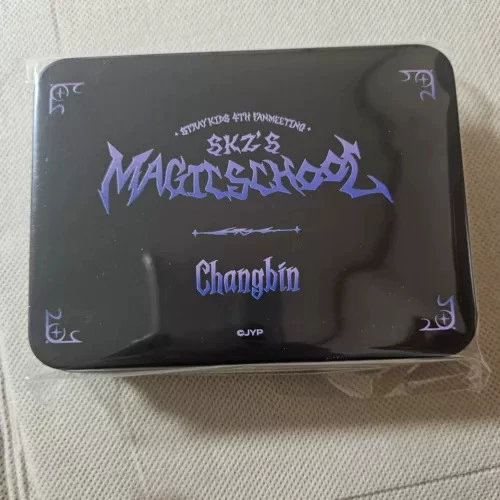 • STRAY KIDS 4TH FANMEETING •
SKZ'S
MAGIC SCHOOL
Changbin
©JYP